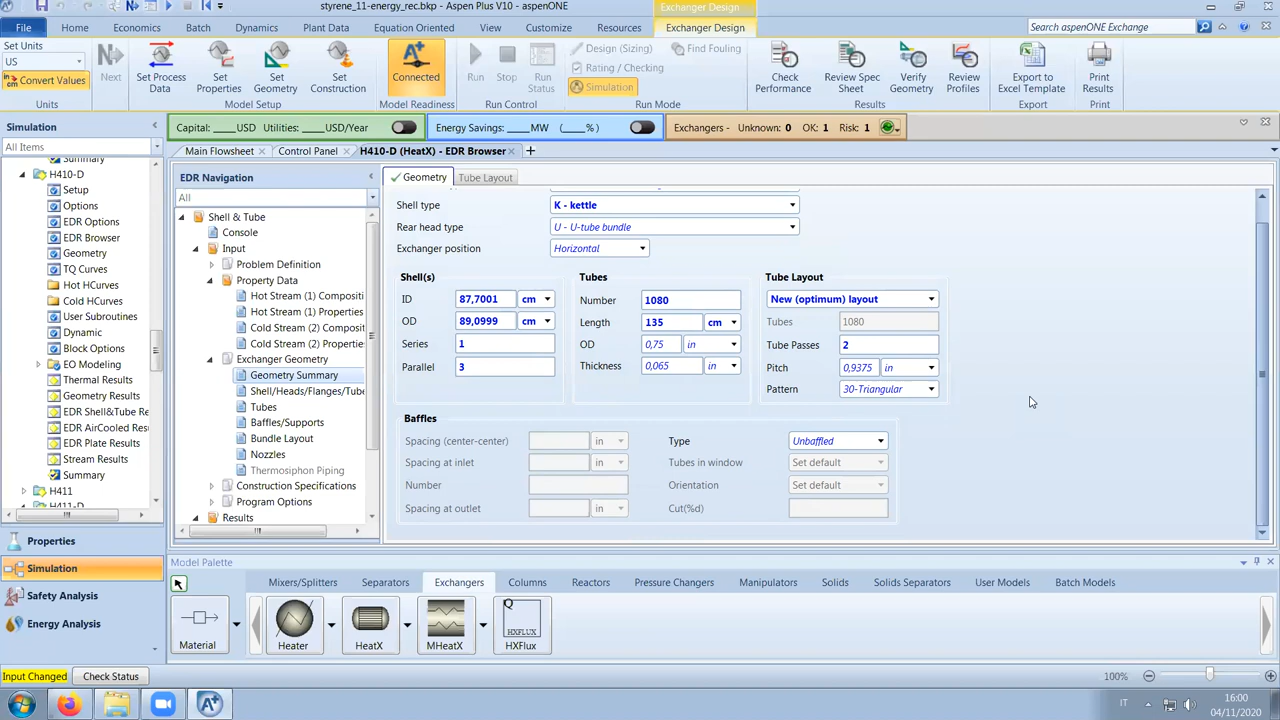 styrene_11-energy_rec.bkp - Aspen Plus V10 - aspenONE
Exchanger Design
File Home Economics Batch Dynamics Plant Data Equation Oriented View Customize Resources Exchanger Design
Search aspenONE Exchange
Set Units
US
Convert Values
Units
Next
Set Process Data
Set Properties
Set Geometry
Set Construction
Model Setup
Connected
Model Readiness
Run
Stop
Run Status
Run Control
Design (Sizing)
Find Fouling
Rating / Checking
Simulation
Run Mode
Check Performance
Review Spec Sheet
Verify Geometry
Review Profiles
Results
Export to Excel Template
Export
Print Results
Print
Simulation
All Items
Capital: ____USD Utilities: ____USD/Year
Energy Savings: ____MW (____%)
Exchangers - Unknown: 0 OK: 1 Risk: 1
Main Flowsheet
Control Panel
H410-D (HeatX) - EDR Browser
+
Summary
H410-D
Setup
Options
EDR Options
EDR Browser
Geometry
TQ Curves
Hot HCurves
Cold HCurves
User Subroutines
Dynamic
Block Options
EO Modeling
Thermal Results
Geometry Results
EDR Shell&Tube Re
EDR AirCooled Res
EDR Plate Results
Stream Results
Summary
H411
H411-D
Properties
Simulation
Safety Analysis
Energy Analysis
EDR Navigation
All
Shell & Tube
Console
Input
Problem Definition
Property Data
Hot Stream (1) Compositi
Hot Stream (1) Properties
Cold Stream (2) Compos
Cold Stream (2) Propertie
Exchanger Geometry
Geometry Summary
Shell/Heads/Flanges/Tube
Tubes
Baffles/Supports
Bundle Layout
Nozzles
Thermosiphon Piping
Construction Specifications
Program Options
Results
Geometry
Tube Layout
Shell type K - kettle
Rear head type U - U-tube bundle
Exchanger position Horizontal
Shell(s)
ID 87,7001 cm
OD 89,0999 cm
Series 1
Parallel 3
Tubes
Number 1080
Length 135 cm
OD 0,75 in
Thickness 0,065 in
Tube Layout
New (optimum) layout
Tubes 1080
Tube Passes 2
Pitch 0,9375 in
Pattern 30-Triangular
Baffles
Spacing (center-center) in
Type Unbaffled
Spacing at inlet in
Tubes in window Set default
Number
Orientation Set default
Spacing at outlet in
Cut(%d)
Model Palette
Mixers/Splitters Separators Exchangers Columns Reactors Pressure Changers Manipulators Solids Solids Separators User Models Batch Models
Material
Heater
HeatX
MHeatX
Q
HXFLUX
HXFlux
Input Changed
Check Status
100%
IT
16:00
04/11/2020